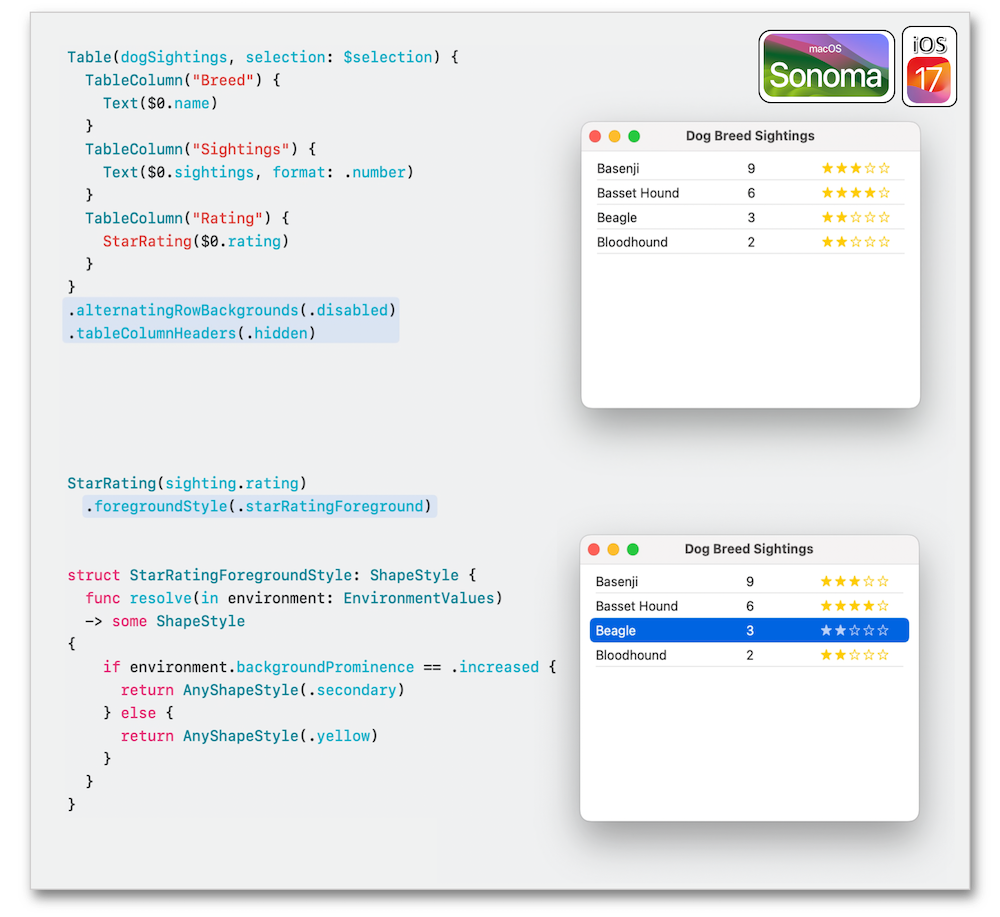 Table(dogSightings, selection: $selection) {
TableColumn("Breed") {
Text($0.name)
}
TableColumn("Sightings") {
Text($0.sightings, format: .number)
}
TableColumn("Rating") {
StarRating($0.rating)
}
}
.alternatingRowBackgrounds(.disabled)
.tableColumnHeaders(.hidden)
macOS
Sonoma
iOS
17
Dog Breed Sightings
Basenji 9 ★★★☆☆
Basset Hound 6 ★★★★☆
Beagle 3 ★★☆☆☆
Bloodhound 2 ★★☆☆☆
StarRating(sighting.rating)
.foregroundStyle(.starRatingForeground)
struct StarRatingForegroundStyle: ShapeStyle {
func resolve(in environment: EnvironmentValues)
-> some ShapeStyle
{
if environment.backgroundProminence == .increased {
return AnyShapeStyle(.secondary)
} else {
return AnyShapeStyle(.yellow)
}
}
}
Dog Breed Sightings
Basenji 9 ★★★☆☆
Basset Hound 6 ★★★★☆
Beagle 3 ★★☆☆☆
Bloodhound 2 ★★☆☆☆